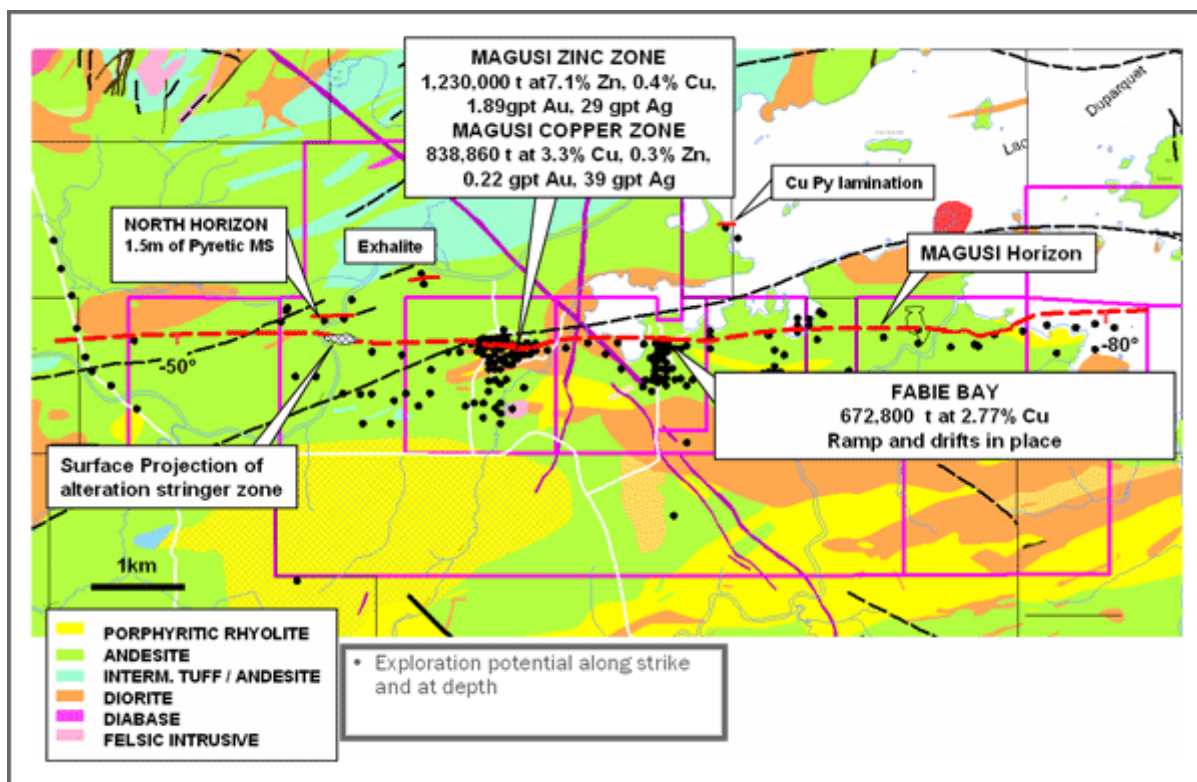 MAGUSI ZINC ZONE
1,230,000 t at7.1% Zn, 0.4% Cu,
1.89gpt Au, 29 gpt Ag
MAGUSI COPPER ZONE
838,860 t at 3.3% Cu, 0.3% Zn,
0.22 gpt Au, 39 gpt Ag
Lac
Duparquat
Cu Py lamination
NORTH HORIZON
1.5m of Pyretic MS
Exhalite
MAGUSI Horizon
-50°
-80°
FABIE BAY
672,800 t at 2.77% Cu
Ramp and drifts in place
Surface Projection of
alteration stringer zone
1km
PORPHYRITIC RHYOLITE
ANDESITE
INTERM. TUFF / ANDESITE
DIORITE
DIABASE
FELSIC INTRUSIVE
• Exploration potential along strike
and at depth